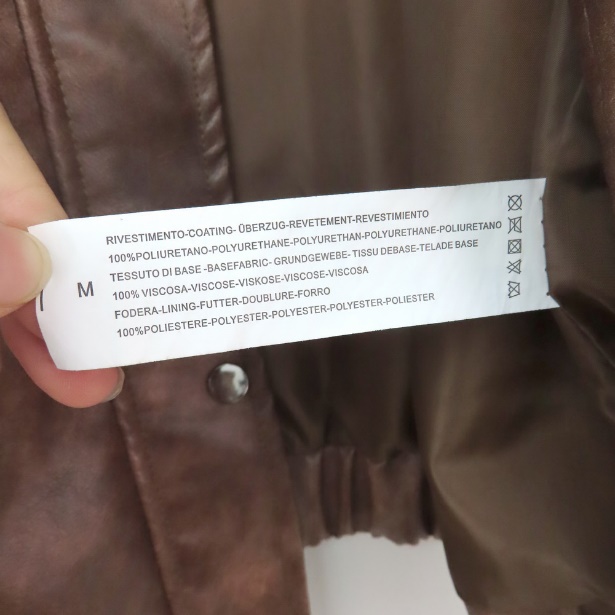 RIVESTIMENTO-COATING- ÜBERZUG-REVETEMENT-REVESTIMIENTO
100%POLIURETANO-POLYURETHANE-POLYURETHAN-POLYURETHANE-POLIURETANO
TESSUTO DI BASE -BASEFABRIC- GRUNDGEWEBE- TISSU DEBASE-TELADE BASE
M
100% VISCOSA-VISCOSE-VISKOSE-VISCOSE-VISCOSA
FODERA-LINING-FUTTER-DOUBLURE-FORRO
100%POLIESTERE-POLYESTER-POLYESTER-POLYESTER-POLIESTER